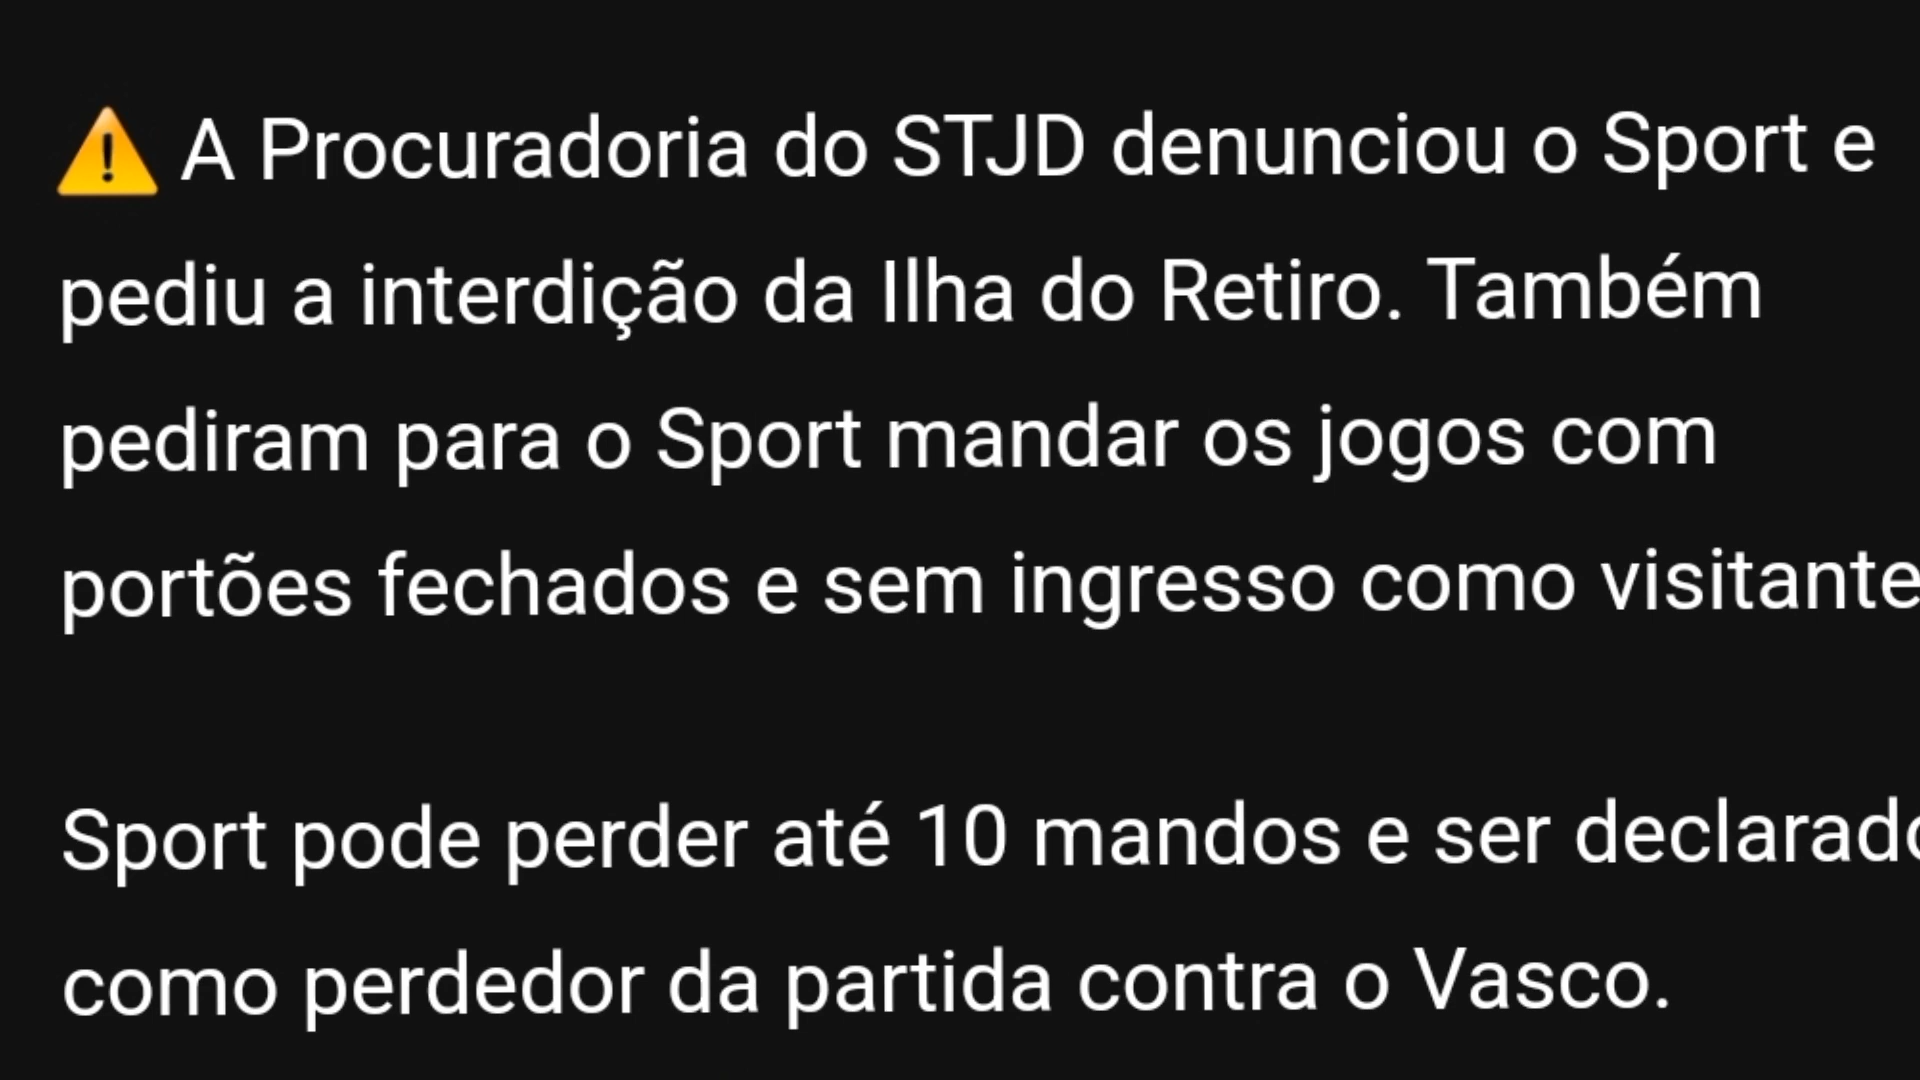 ⚠️ A Procuradoria do STJD denunciou o Sport e
pediu a interdição da Ilha do Retiro. Também
pediram para o Sport mandar os jogos com
portões fechados e sem ingresso como visitante
Sport pode perder até 10 mandos e ser declarado
como perdedor da partida contra o Vasco.